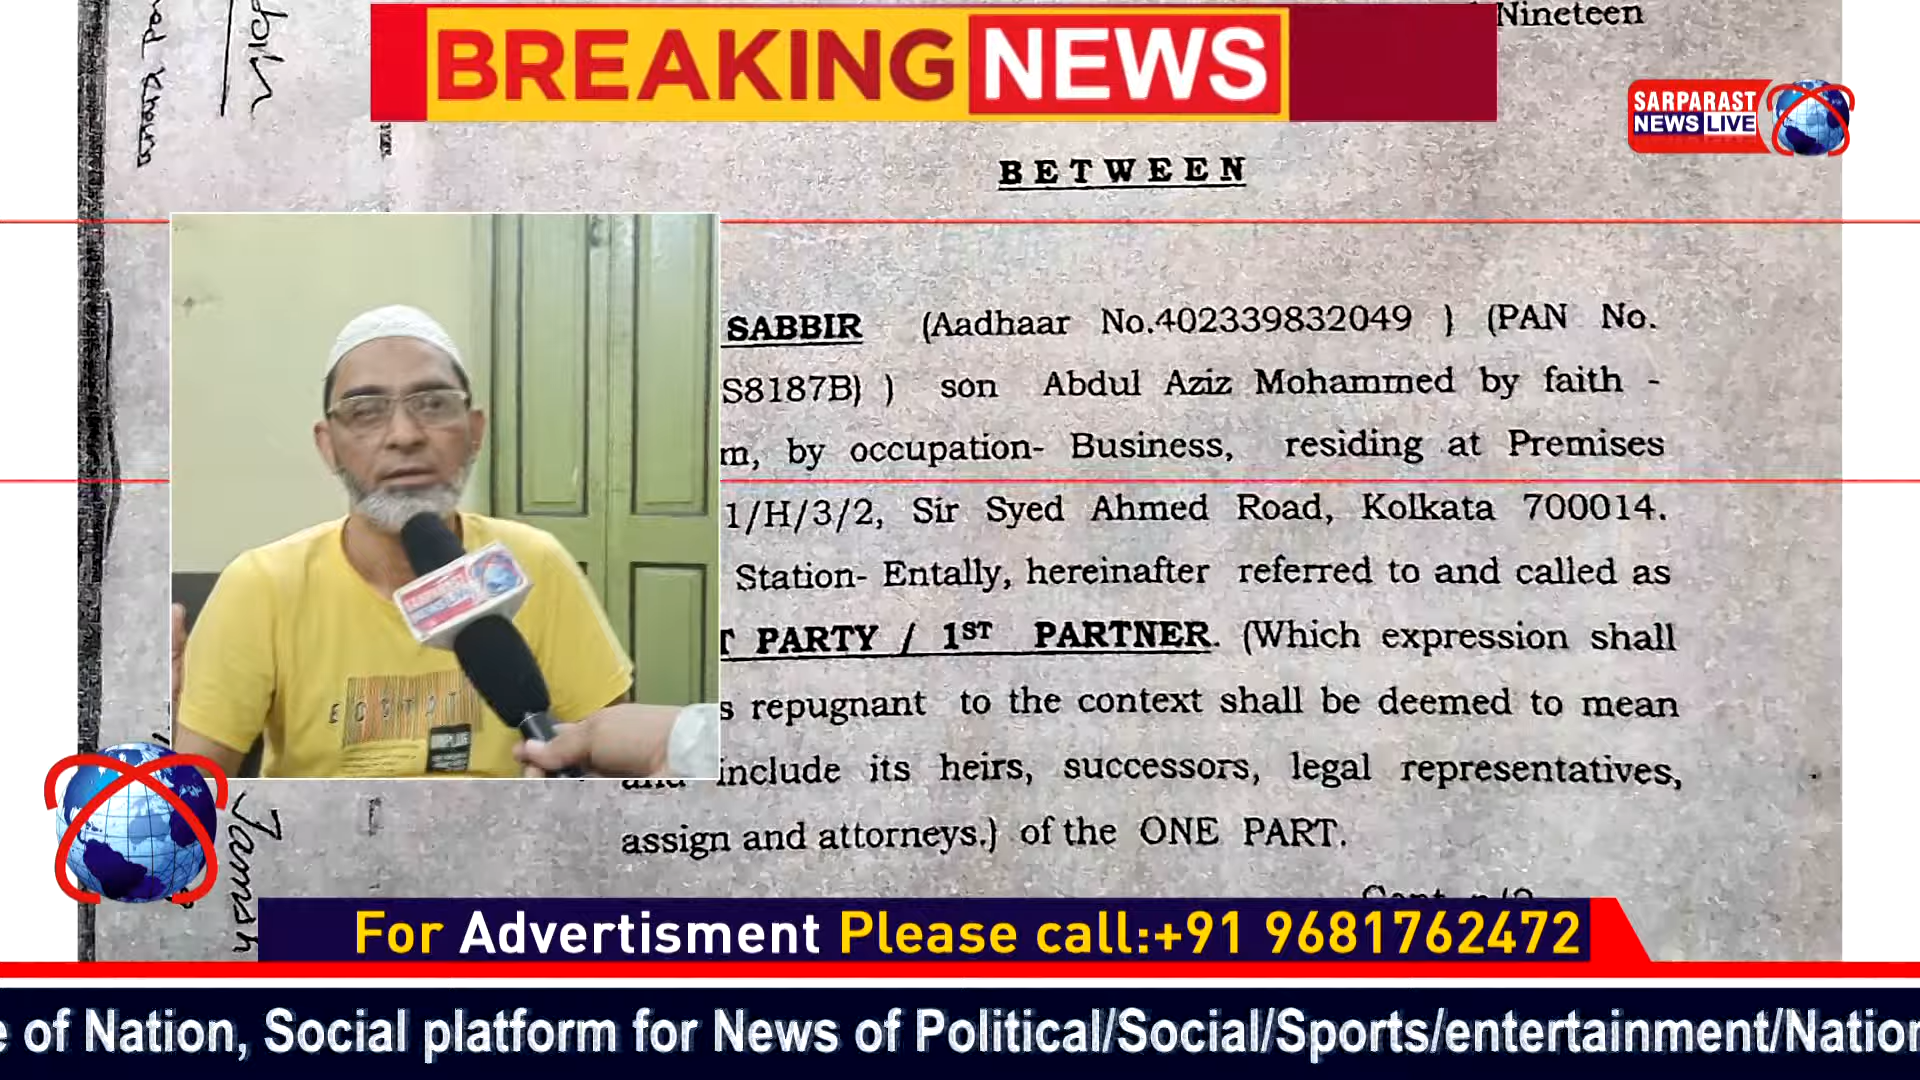 Nineteen
BREAKING NEWS
SARPARAST
NEWS LIVE
BETWEEN
SABBIR (Aadhaar No.402339832049 ) (PAN No.
S8187B) ) son Abdul Aziz Mohammed by faith -
m, by occupation- Business, residing at Premises
1/H/3/2, Sir Syed Ahmed Road, Kolkata 700014.
Station- Entally, hereinafter referred to and called as
T PARTY / 1ST PARTNER. (Which expression shall
s repugnant to the context shall be deemed to mean
and include its heirs, successors, legal representatives,
assign and attorneys.) of the ONE PART.
For Advertisment Please call:+91 9681762472
e of Nation, Social platform for News of Political/Social/Sports/entertainment/Nation